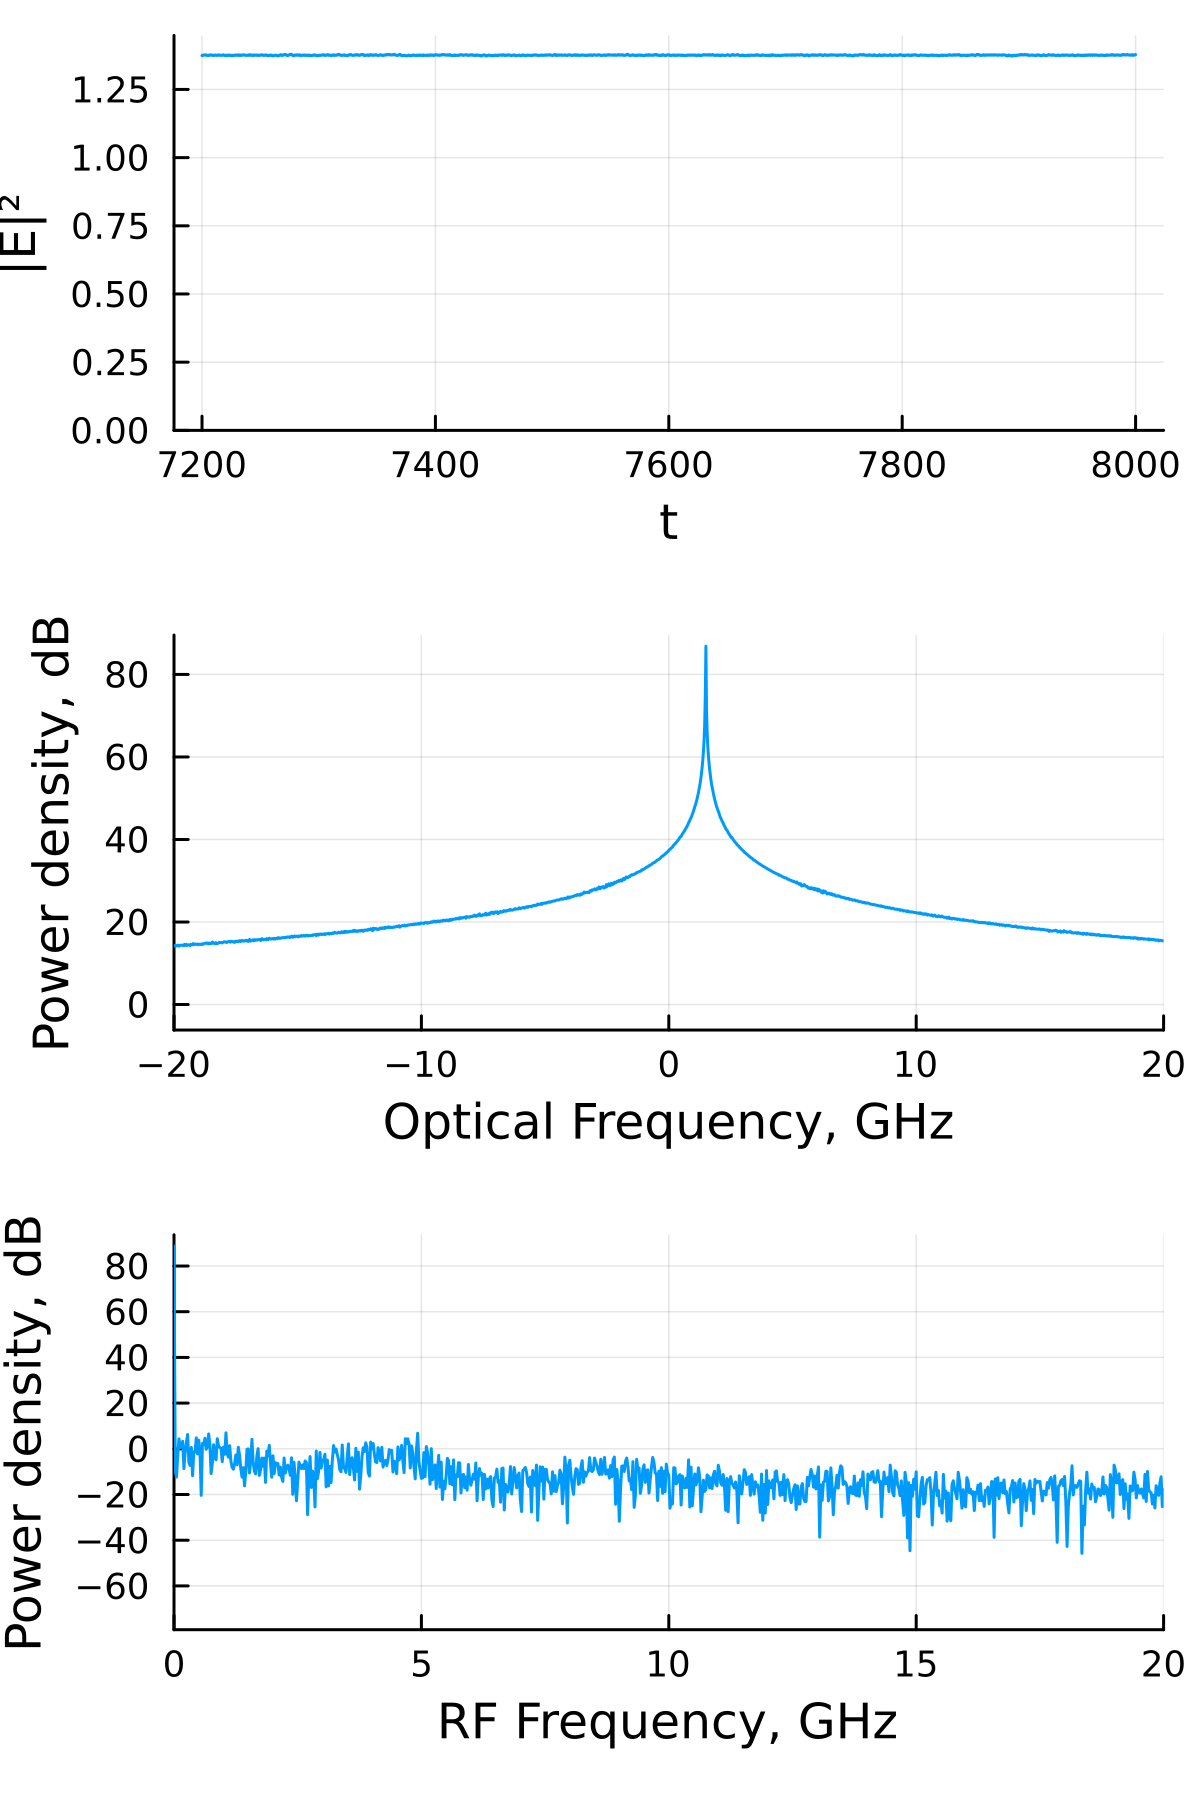 |E|²
1.25
1.00
0.75
0.50
0.25
0.00
7200 7400 7600 7800 8000
t
Power density, dB
80
60
40
20
0
−20 −10 0 10 20
Optical Frequency, GHz
Power density, dB
80
60
40
20
0
−20
−40
−60
0 5 10 15 20
RF Frequency, GHz